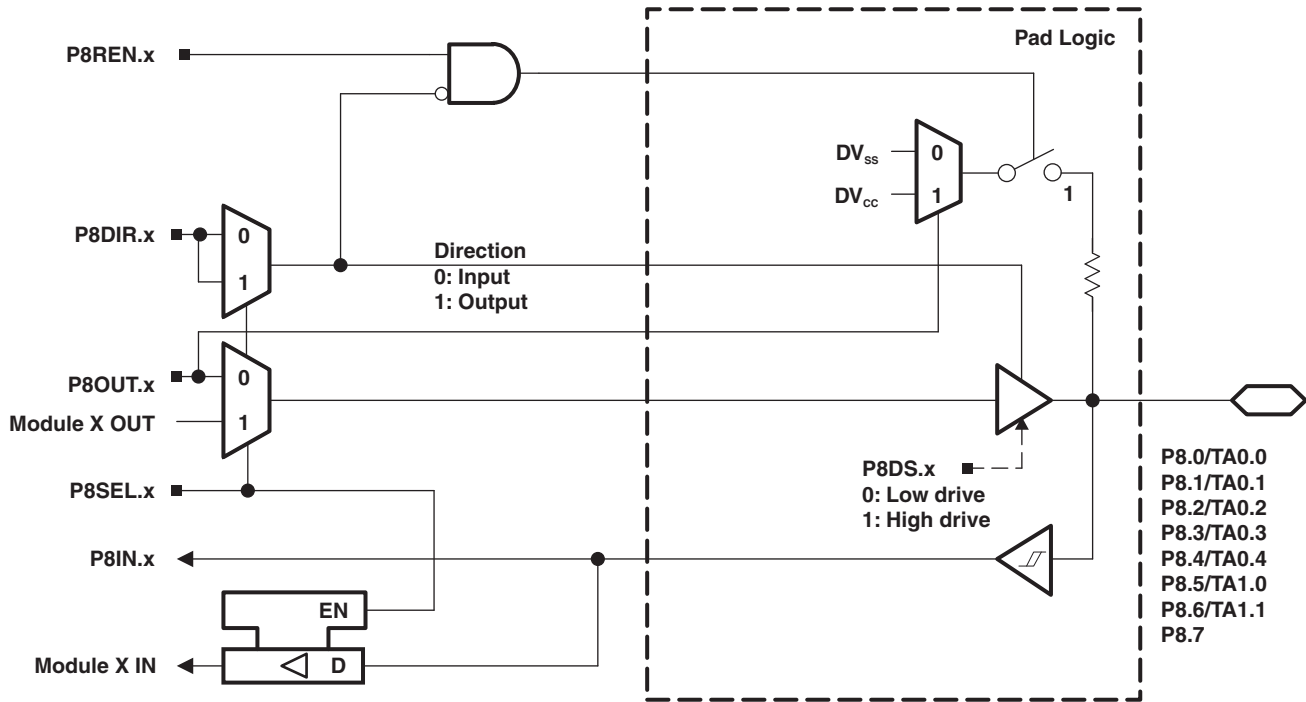 Pad Logic
P8REN.x
DVss
0
DVcc
1
1
P8DIR.x
0
1
Direction
0: Input
1: Output
P8OUT.x
0
Module X OUT
1
P8SEL.x
P8DS.x
0: Low drive
1: High drive
P8IN.x
EN
Module X IN
D
P8.0/TA0.0
P8.1/TA0.1
P8.2/TA0.2
P8.3/TA0.3
P8.4/TA0.4
P8.5/TA1.0
P8.6/TA1.1
P8.7